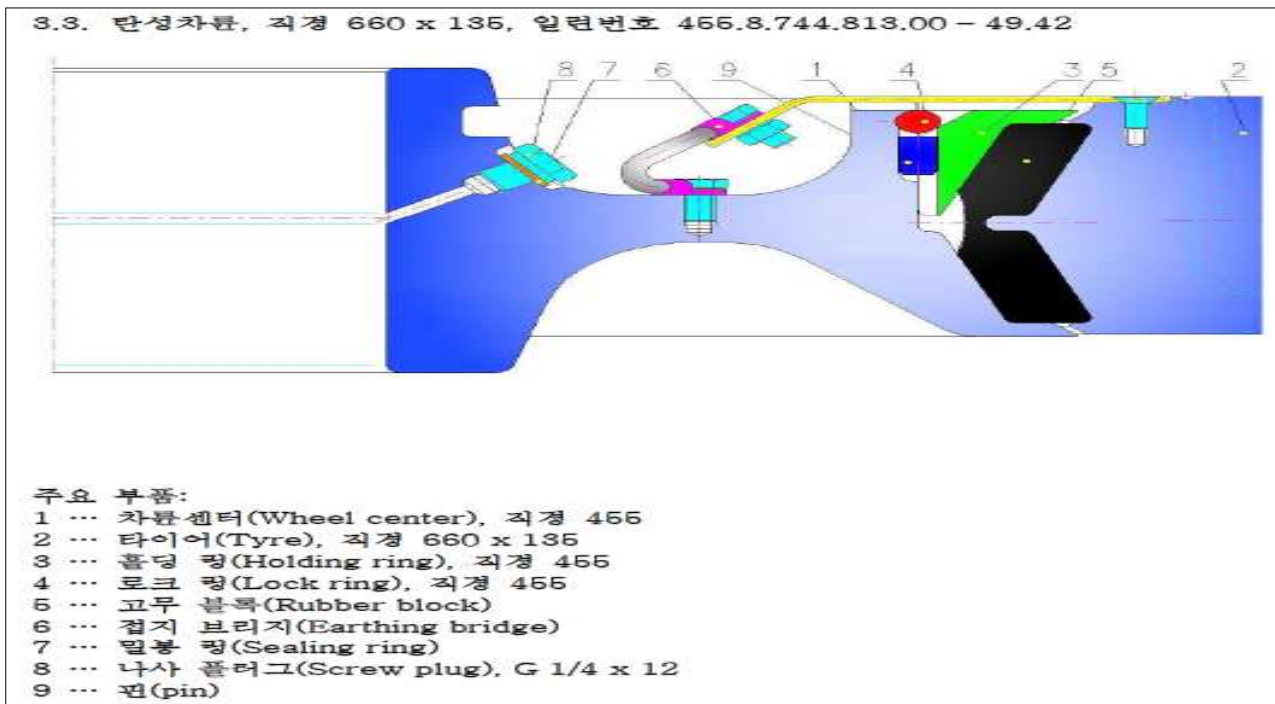 3.3. 탄성차륜, 직경 660 x 135, 일련번호 455.8.744.813.00 – 49.42
8 7 6 9 1 4 3 5 2
주요 부품:
1 … 차륜센터(Wheel center), 직경 455
2 … 타이어(Tyre), 직경 660 x 135
3 … 홀딩 링(Holding ring), 직경 455
4 … 로크 링(Lock ring), 직경 455
5 … 고무 블록(Rubber block)
6 … 접지 브리지(Earthing bridge)
7 … 밀봉 링(Sealing ring)
8 … 나사 플러그(Screw plug), G 1/4 x 12
9 … 핀(pin)